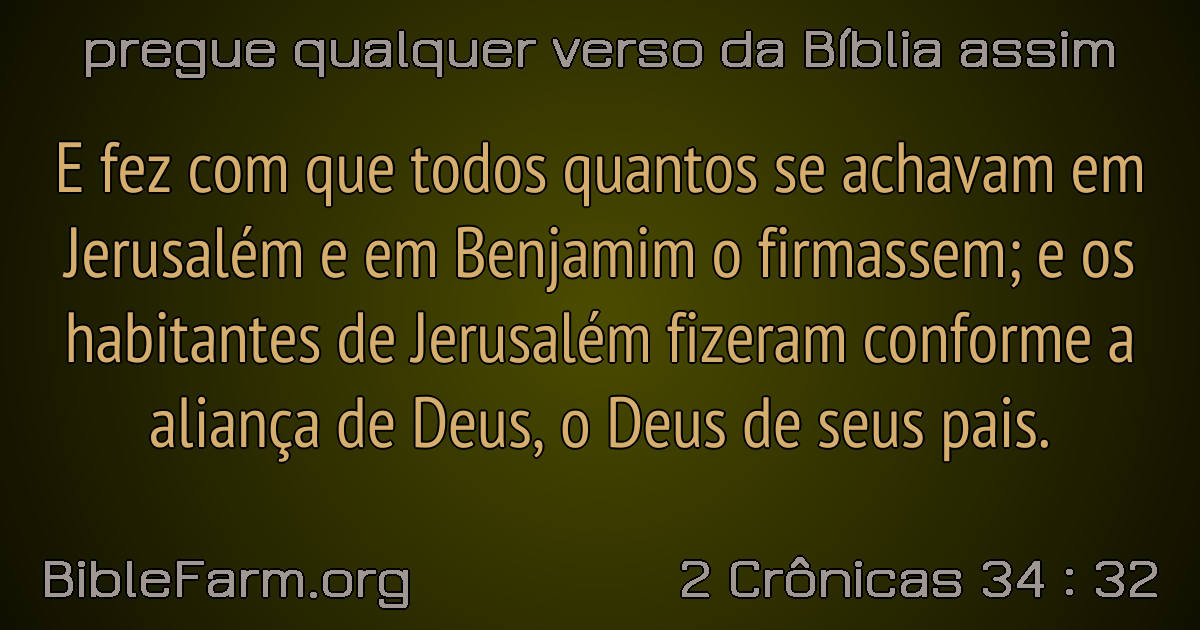 pregue qualquer verso da Bíblia assim
E fez com que todos quantos se achavam em
Jerusalém e em Benjamim o firmassem; e os
habitantes de Jerusalém fizeram conforme a
aliança de Deus, o Deus de seus pais.
BibleFarm.org
2 Crônicas 34 : 32